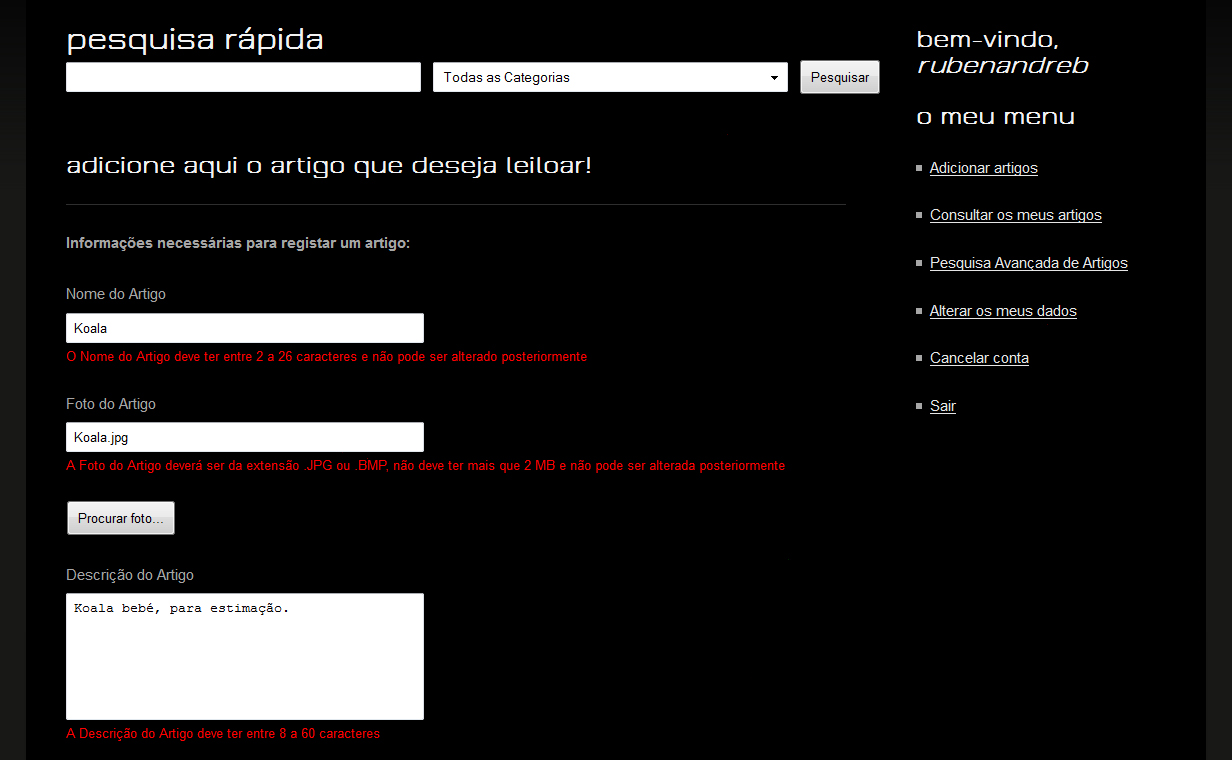 pesquisa rápida
Todas as Categorias
Pesquisar
adicione aqui o artigo que deseja leiloar!
Informações necessárias para registar um artigo:
Nome do Artigo
Koala
O Nome do Artigo deve ter entre 2 a 26 caracteres e não pode ser alterado posteriormente
Foto do Artigo
Koala.jpg
A Foto do Artigo deverá ser da extensão .JPG ou .BMP, não deve ter mais que 2 MB e não pode ser alterada posteriormente
Procurar foto...
Descrição do Artigo
Koala bebé, para estimação.
A Descrição do Artigo deve ter entre 8 a 60 caracteres
bem-vindo,
rubenandreb
o meu menu
Adicionar artigos
Consultar os meus artigos
Pesquisa Avançada de Artigos
Alterar os meus dados
Cancelar conta
Sair